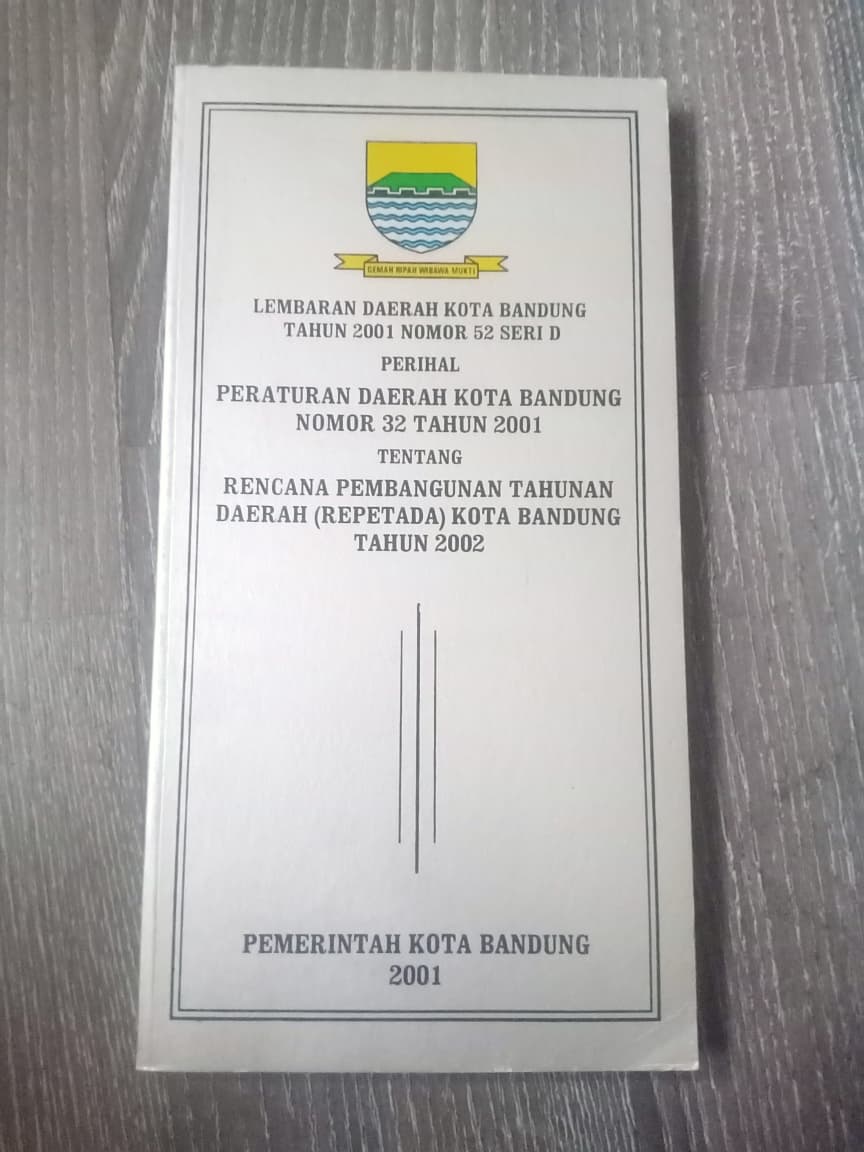 GEMAH RIPAH WIBAWA MUKTI
LEMBARAN DAERAH KOTA BANDUNG
TAHUN 2001 NOMOR 52 SERI D
PERIHAL
PERATURAN DAERAH KOTA BANDUNG
NOMOR 32 TAHUN 2001
TENTANG
RENCANA PEMBANGUNAN TAHUNAN
DAERAH (REPETADA) KOTA BANDUNG
TAHUN 2002
PEMERINTAH KOTA BANDUNG
2001